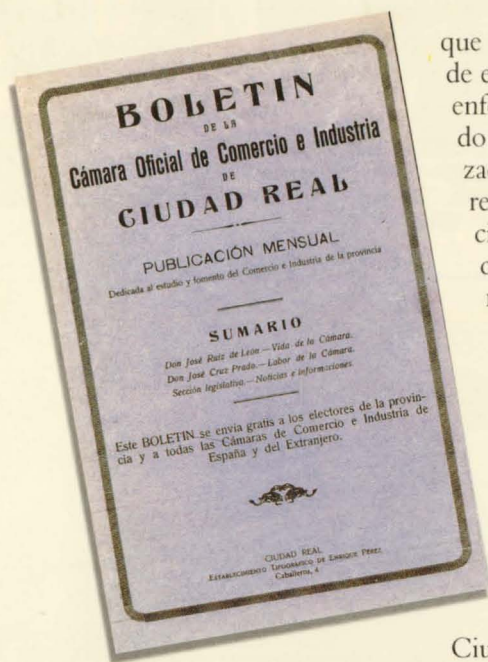 BOLETIN
DE LA
Cámara Oficial de Comercio e Industria
DE
CIUDAD REAL
PUBLICACIÓN MENSUAL
Dedicada al estudio y fomento del Comercio e Industria de la provincia
SUMARIO
Don José Ruiz de León.—Vida de la Cámara.
Don José Cruz Prado.—Labor de la Cámara.
Sección legislativa.—Noticias e informaciones.
Este BOLETIN se envia gratis a los electores de la provin-
cia y a todas las Cámaras de Comercio e Industria de
España y del Extranjero.
CIUDAD REAL
ESTABLECIMIENTO TIPOGRÁFICO DE ENRIQUE PÉREZ
Caballeros, 4
que
de e
enf
do
zac
re
ci
Ciu